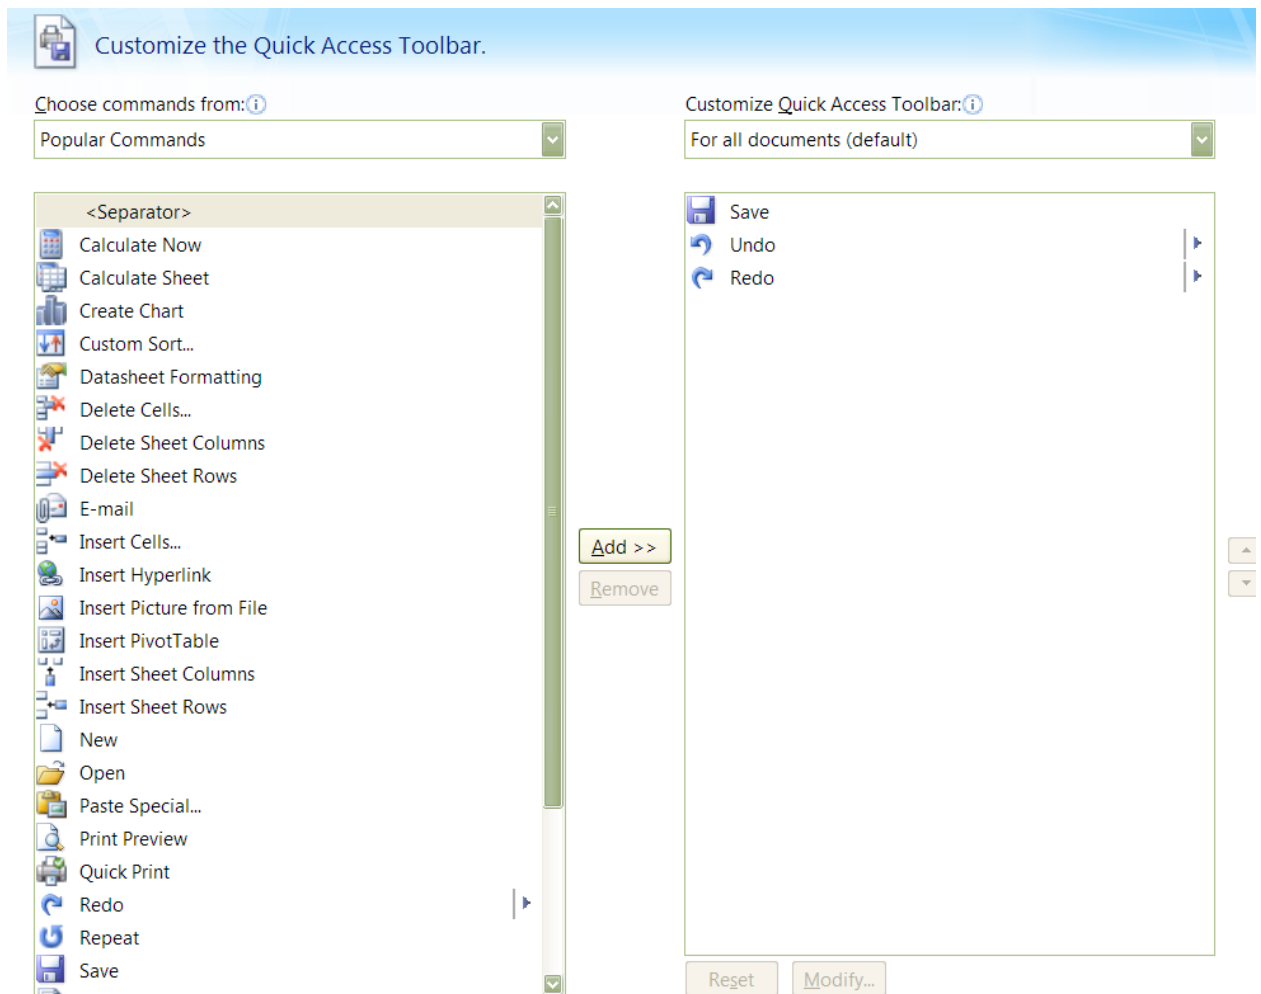 Customize the Quick Access Toolbar.
Choose commands from:
Popular Commands
<Separator>
Calculate Now
Calculate Sheet
Create Chart
Custom Sort...
Datasheet Formatting
Delete Cells...
Delete Sheet Columns
Delete Sheet Rows
E-mail
Insert Cells...
Insert Hyperlink
Insert Picture from File
Insert PivotTable
Insert Sheet Columns
Insert Sheet Rows
New
Open
Paste Special...
Print Preview
Quick Print
Redo
Repeat
Save
Add >>
Remove
Customize Quick Access Toolbar:
For all documents (default)
Save
Undo
Redo
Reset
Modify...